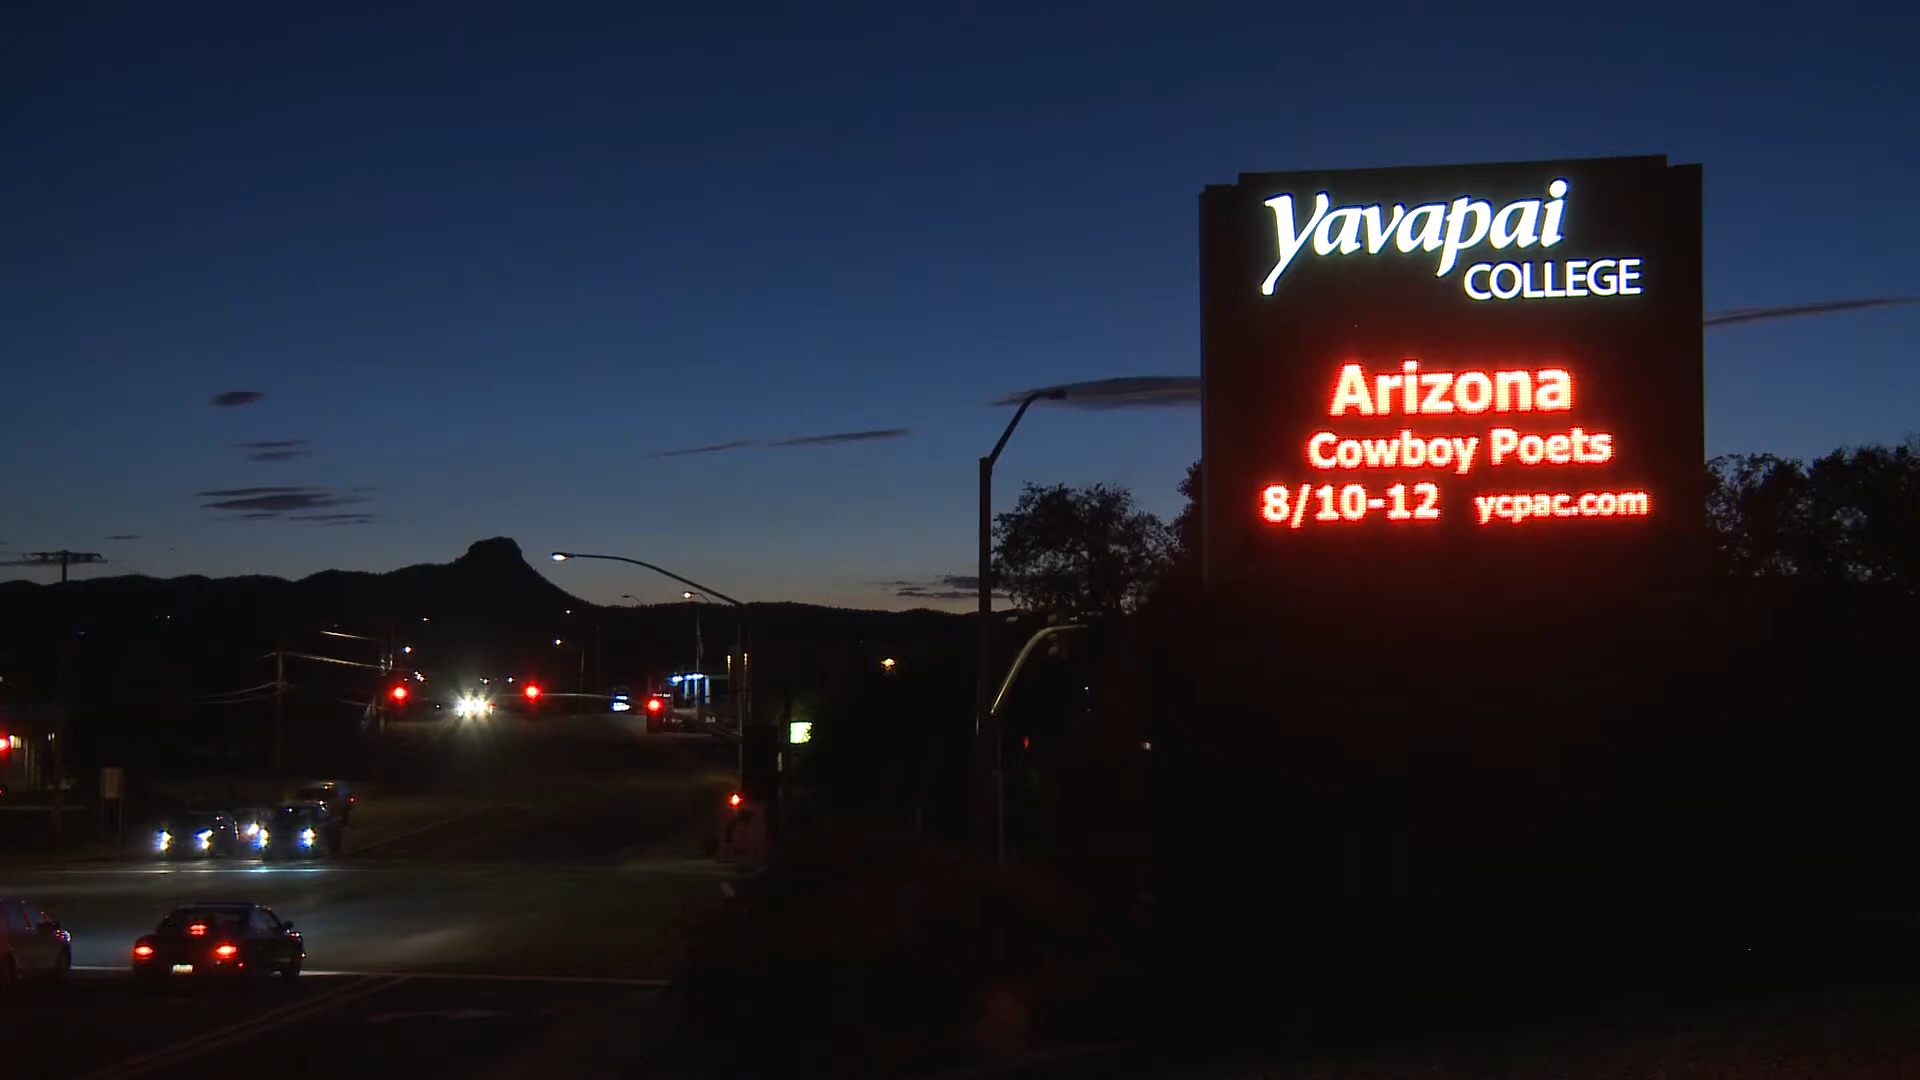 Yavapai
COLLEGE
Arizona
Cowboy Poets
8/10-12 ycpac.com